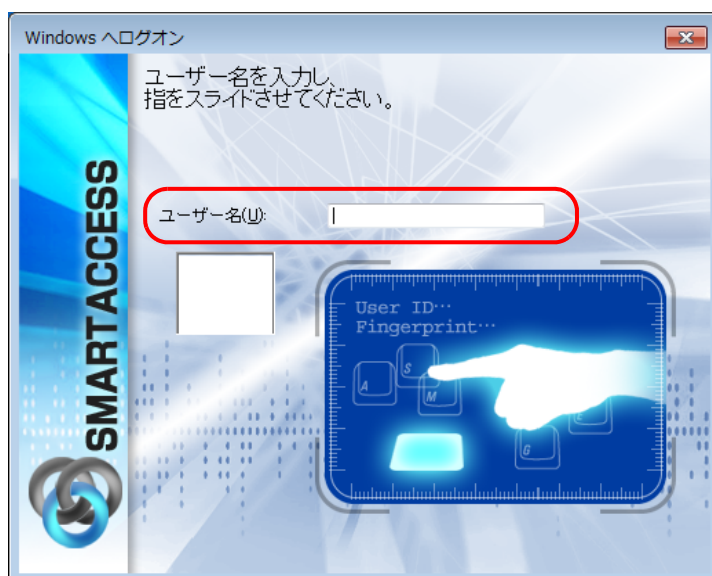 Windows へログオン
ユーザー名を入力し、
指をスライドさせてください。
SMARTACCESS
ユーザー名(U):
User ID…
Fingerprint…
S
A
M
G